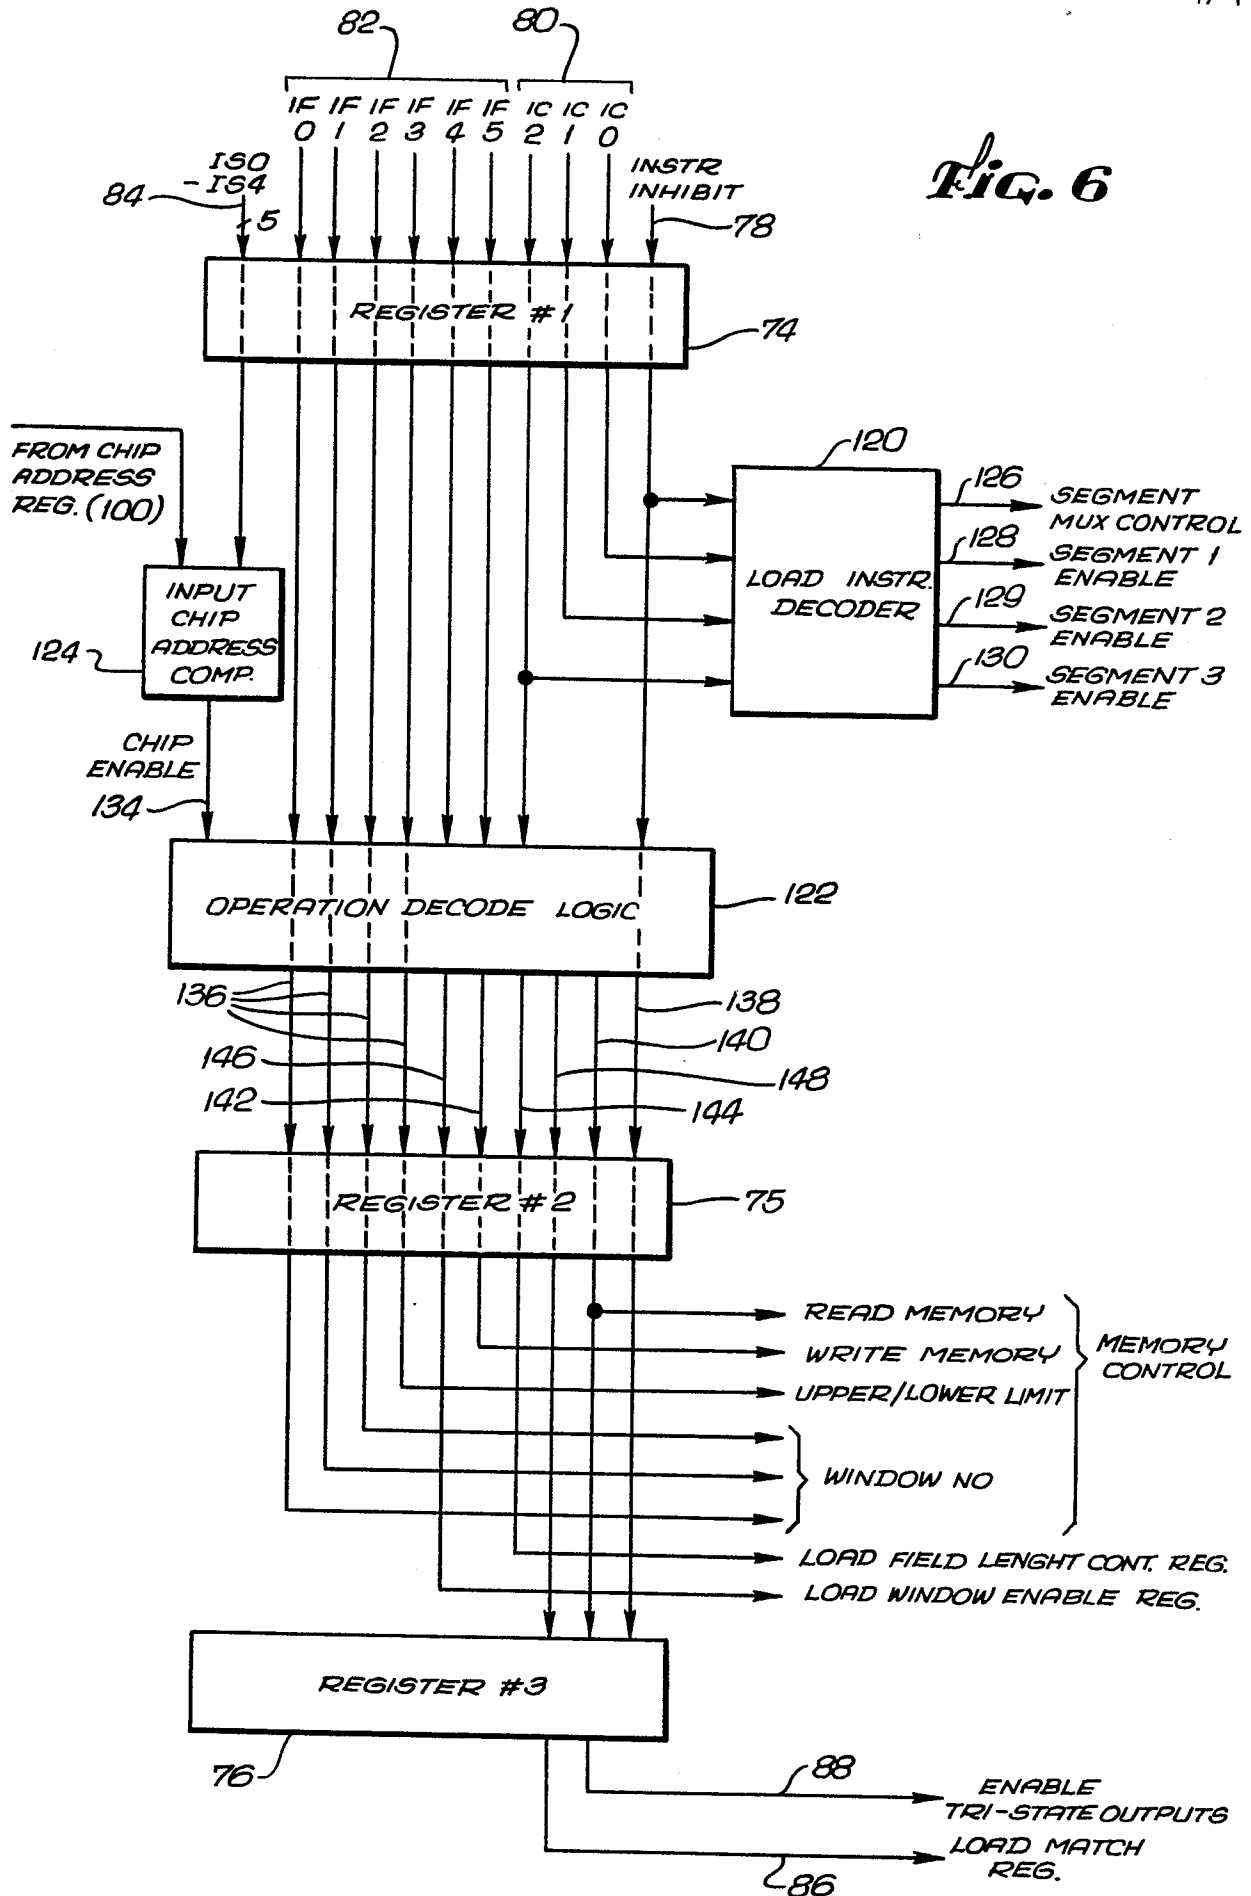 82
80
IF IF IF IF IF IF IC IC IC
0 1 2 3 4 5 2 1 0
IS0
- IS4
84
5
INSTR
INHIBIT
78
Fig. 6
REGISTER #1
74
FROM CHIP
ADDRESS
REG. (100)
120
126
SEGMENT
MUX CONTROL
128
SEGMENT 1
ENABLE
129
SEGMENT 2
ENABLE
130
SEGMENT 3
ENABLE
LOAD INSTR.
DECODER
INPUT
CHIP
ADDRESS
COMP.
124
CHIP
ENABLE
134
OPERATION DECODE LOGIC
122
136
138
140
146
148
142
144
REGISTER #2
75
READ MEMORY
WRITE MEMORY
UPPER/LOWER LIMIT
MEMORY
CONTROL
WINDOW NO
LOAD FIELD LENGHT CONT. REG.
LOAD WINDOW ENABLE REG.
REGISTER #3
76
88
ENABLE
TRI-STATE OUTPUTS
LOAD MATCH
REG.
86